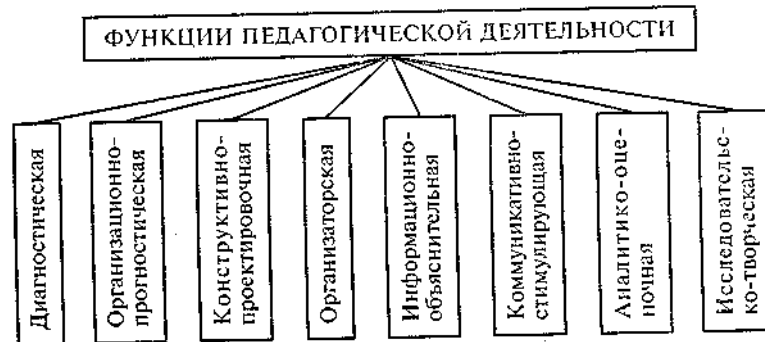 ФУНКЦИИ ПЕДАГОГИЧЕСКОЙ ДЕЯТЕЛЬНОСТИ
Диагностическая
Организационно-
прогностическая
Конструктивно-
проектировочная
Организаторская
Информационно-
объяснительная
Коммуникативно-
стимулирующая
Аналитико-оце-
ночная
Исследовательс-
ко-творческая